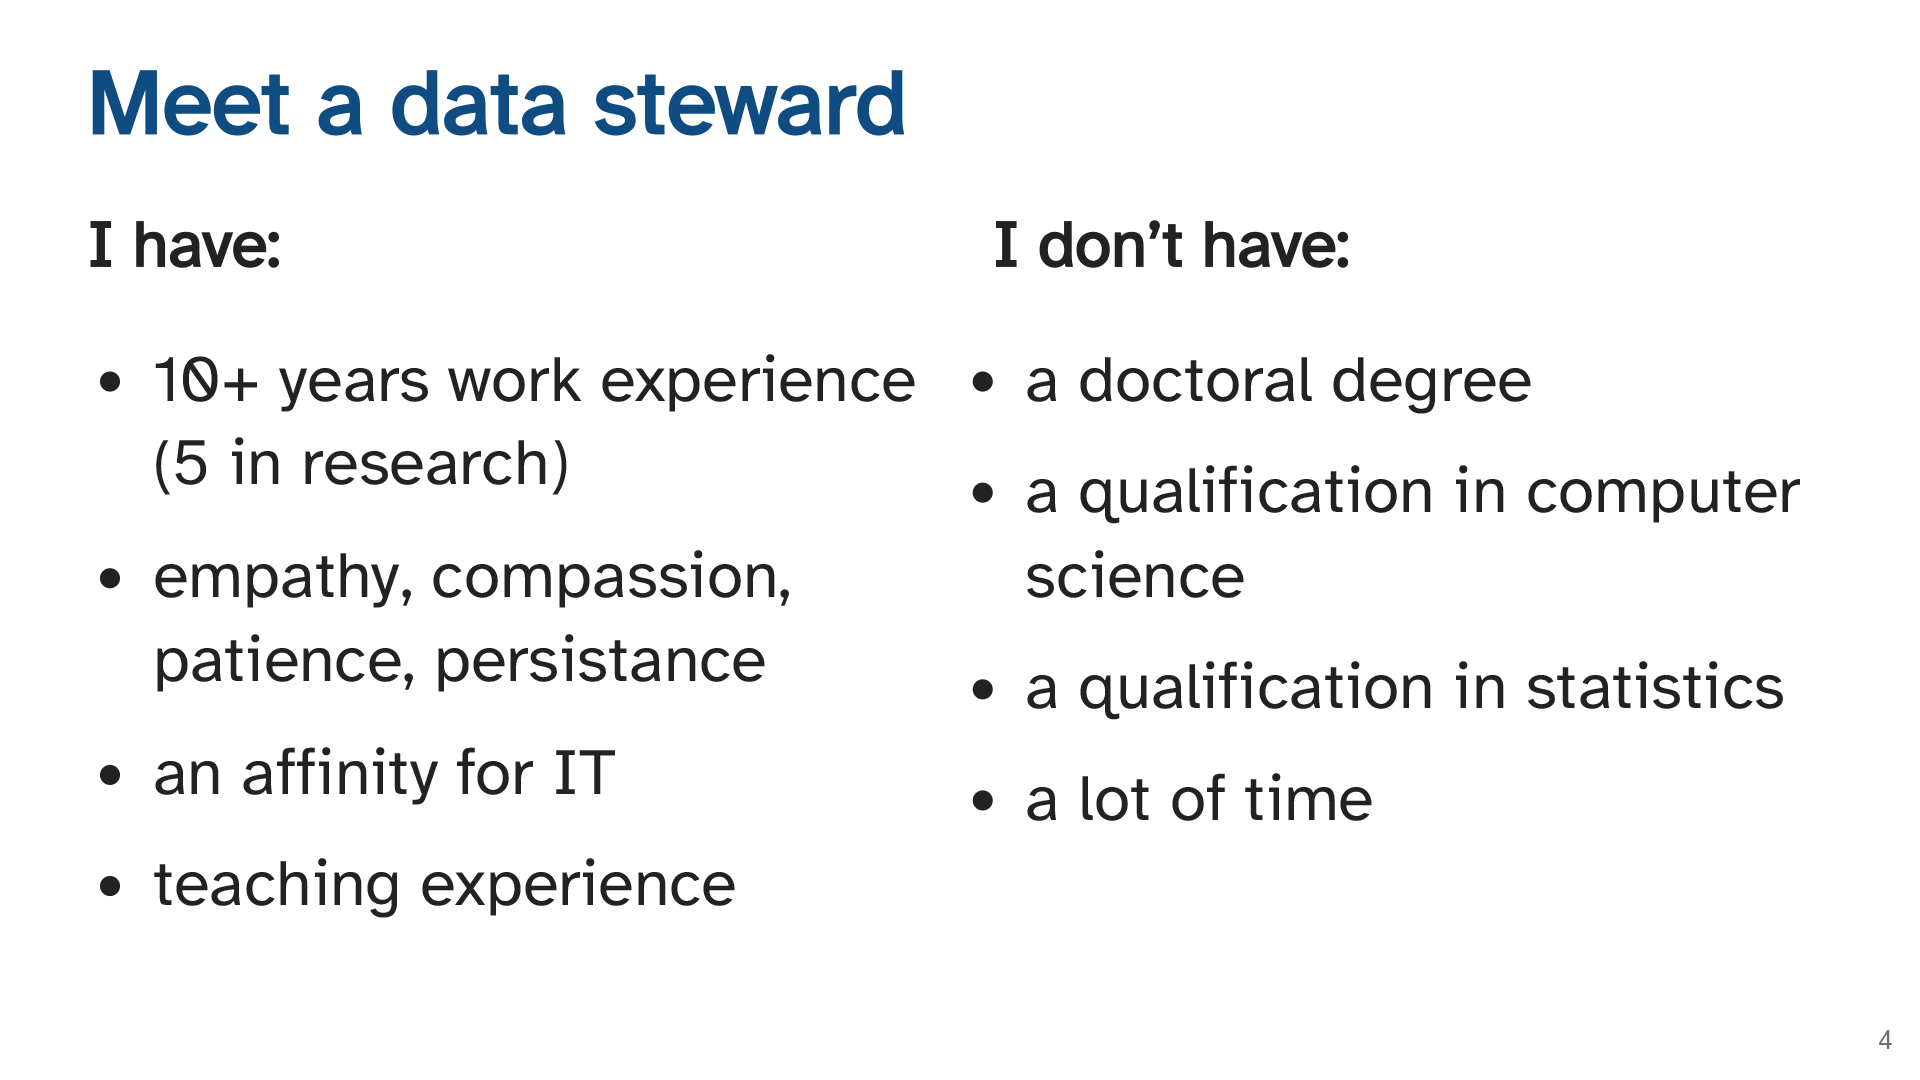 Meet a data steward
I have:
• 10+ years work experience
(5 in research)
• empathy, compassion,
patience, persistance
• an affinity for IT
• teaching experience
I don’t have:
• a doctoral degree
• a qualification in computer
science
• a qualification in statistics
• a lot of time
4